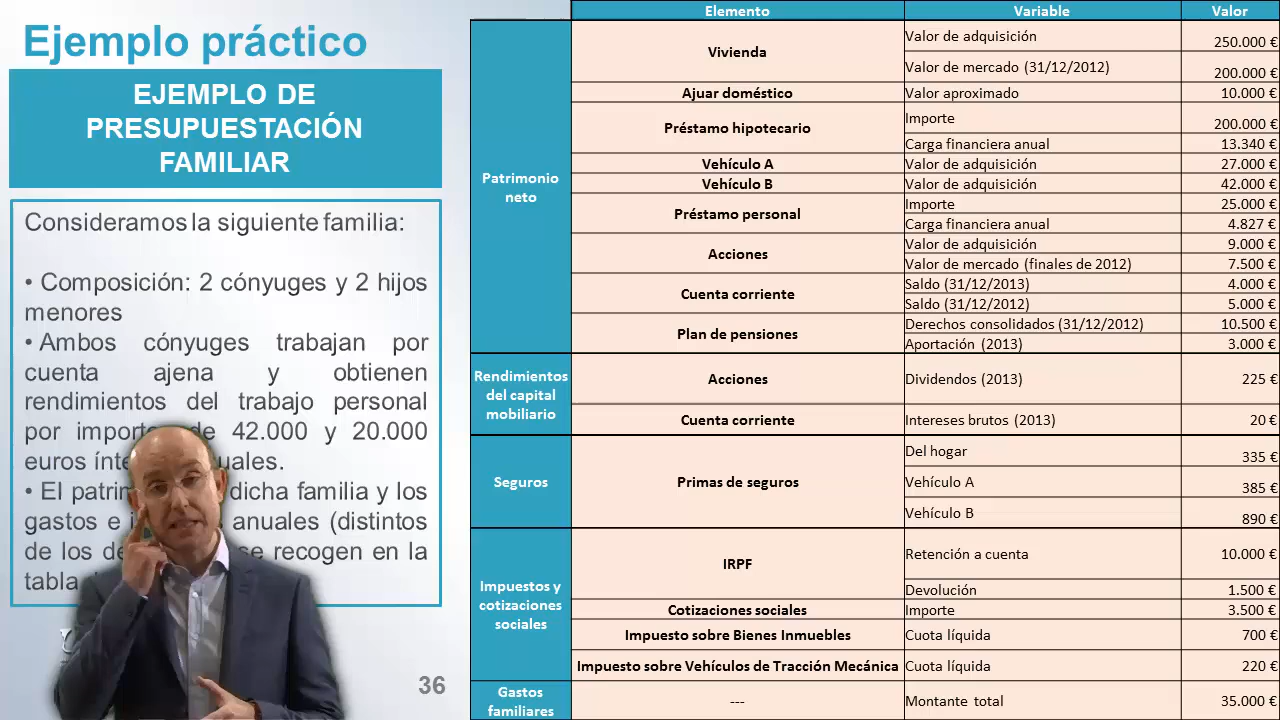 Ejemplo práctico
EJEMPLO DE
PRESUPUESTACIÓN
FAMILIAR
Consideramos la siguiente familia:
• Composición: 2 cónyuges y 2 hijos
menores
• Ambos cónyuges trabajan por
cuenta ajena y obtienen
rendimientos del trabajo personal
por de 42.000 y 20.000
euros
• El dicha familia y los
gastos e anuales (distintos
de los se recogen en la
tabla
36
Elemento Variable Valor
Patrimonio
neto
Vivienda
Valor de adquisición 250.000 €
Valor de mercado (31/12/2012) 200.000 €
Ajuar doméstico Valor aproximado 10.000 €
Préstamo hipotecario
Importe 200.000 €
Carga financiera anual 13.340 €
Vehículo A Valor de adquisición 27.000 €
Vehículo B Valor de adquisición 42.000 €
Préstamo personal
Importe 25.000 €
Carga financiera anual 4.827 €
Acciones
Valor de adquisición 9.000 €
Valor de mercado (finales de 2012) 7.500 €
Cuenta corriente
Saldo (31/12/2013) 4.000 €
Saldo (31/12/2012) 5.000 €
Plan de pensiones
Derechos consolidados (31/12/2012) 10.500 €
Aportación (2013) 3.000 €
Rendimientos
del capital
mobiliario
Acciones Dividendos (2013) 225 €
Cuenta corriente Intereses brutos (2013) 20 €
Seguros
Primas de seguros
Del hogar 335 €
Vehículo A 385 €
Vehículo B 890 €
Impuestos y
cotizaciones
sociales
IRPF
Retención a cuenta 10.000 €
Devolución 1.500 €
Cotizaciones sociales Importe 3.500 €
Impuesto sobre Bienes Inmuebles Cuota líquida 700 €
Impuesto sobre Vehículos de Tracción Mecánica Cuota líquida 220 €
Gastos
familiares
--- Montante total 35.000 €